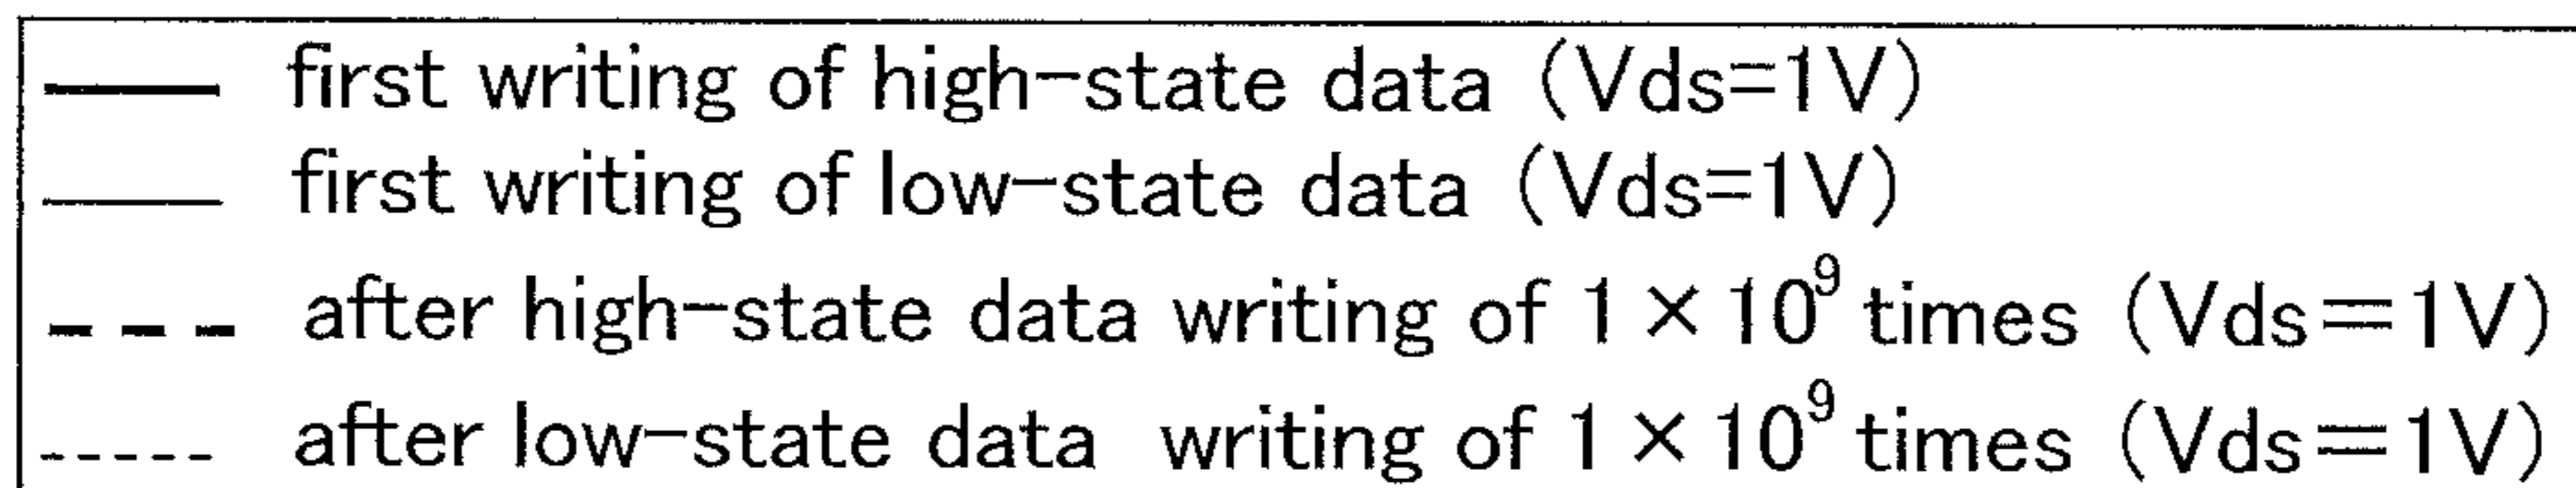 first writing of high-state data (Vds=1V)
first writing of low-state data (Vds=1V)
after high-state data writing of 1×10⁹ times (Vds=1V)
after low-state data writing of 1×10⁹ times (Vds=1V)